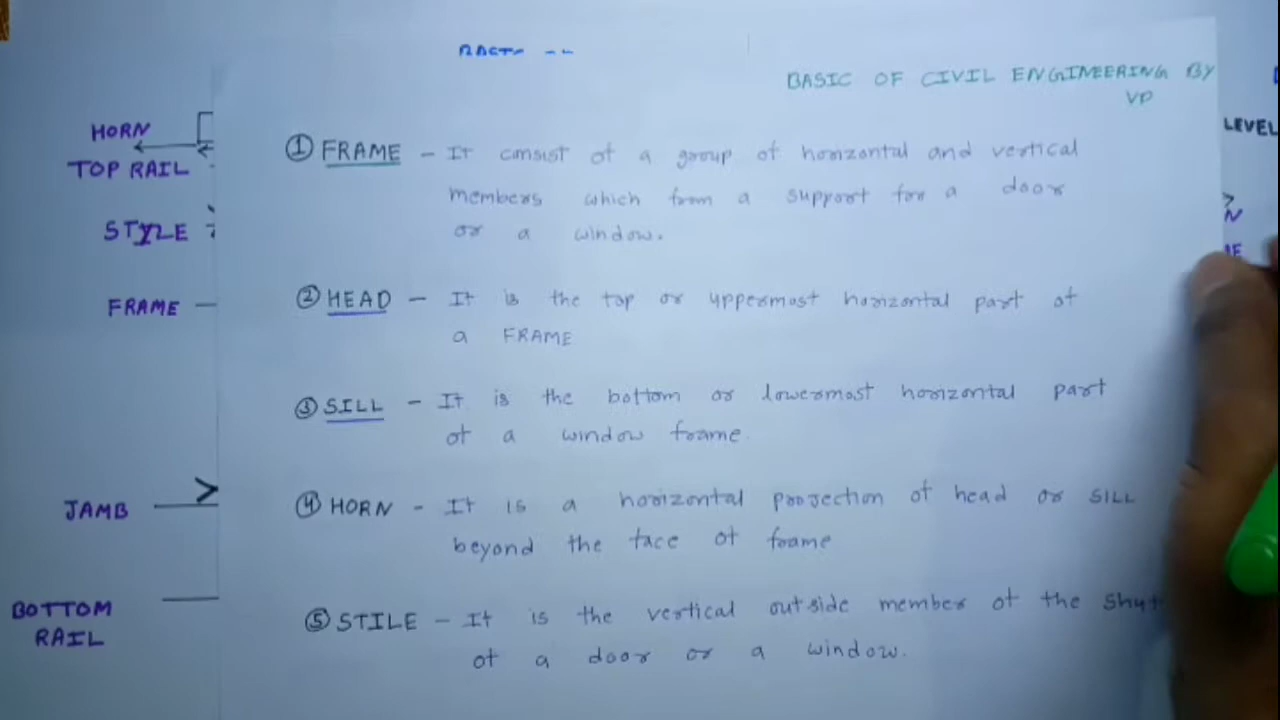 BASIC OF CIVIL ENGINEERING BY
VP
HORN
TOP RAIL
STYLE
FRAME
JAMB
BOTTOM
RAIL
LEVEL
① FRAME - It consist of a group of horizontal and vertical
members which from a support for a door
or a window.
② HEAD - It is the top or uppermost horizontal part of
a FRAME
③ SILL - It is the bottom or lowermost horizontal part
of a window frame.
④ HORN - It is a horizontal projection of head or SILL
beyond the face of frame
⑤ STILE - It is the vertical outside member of the
of a door or a window.